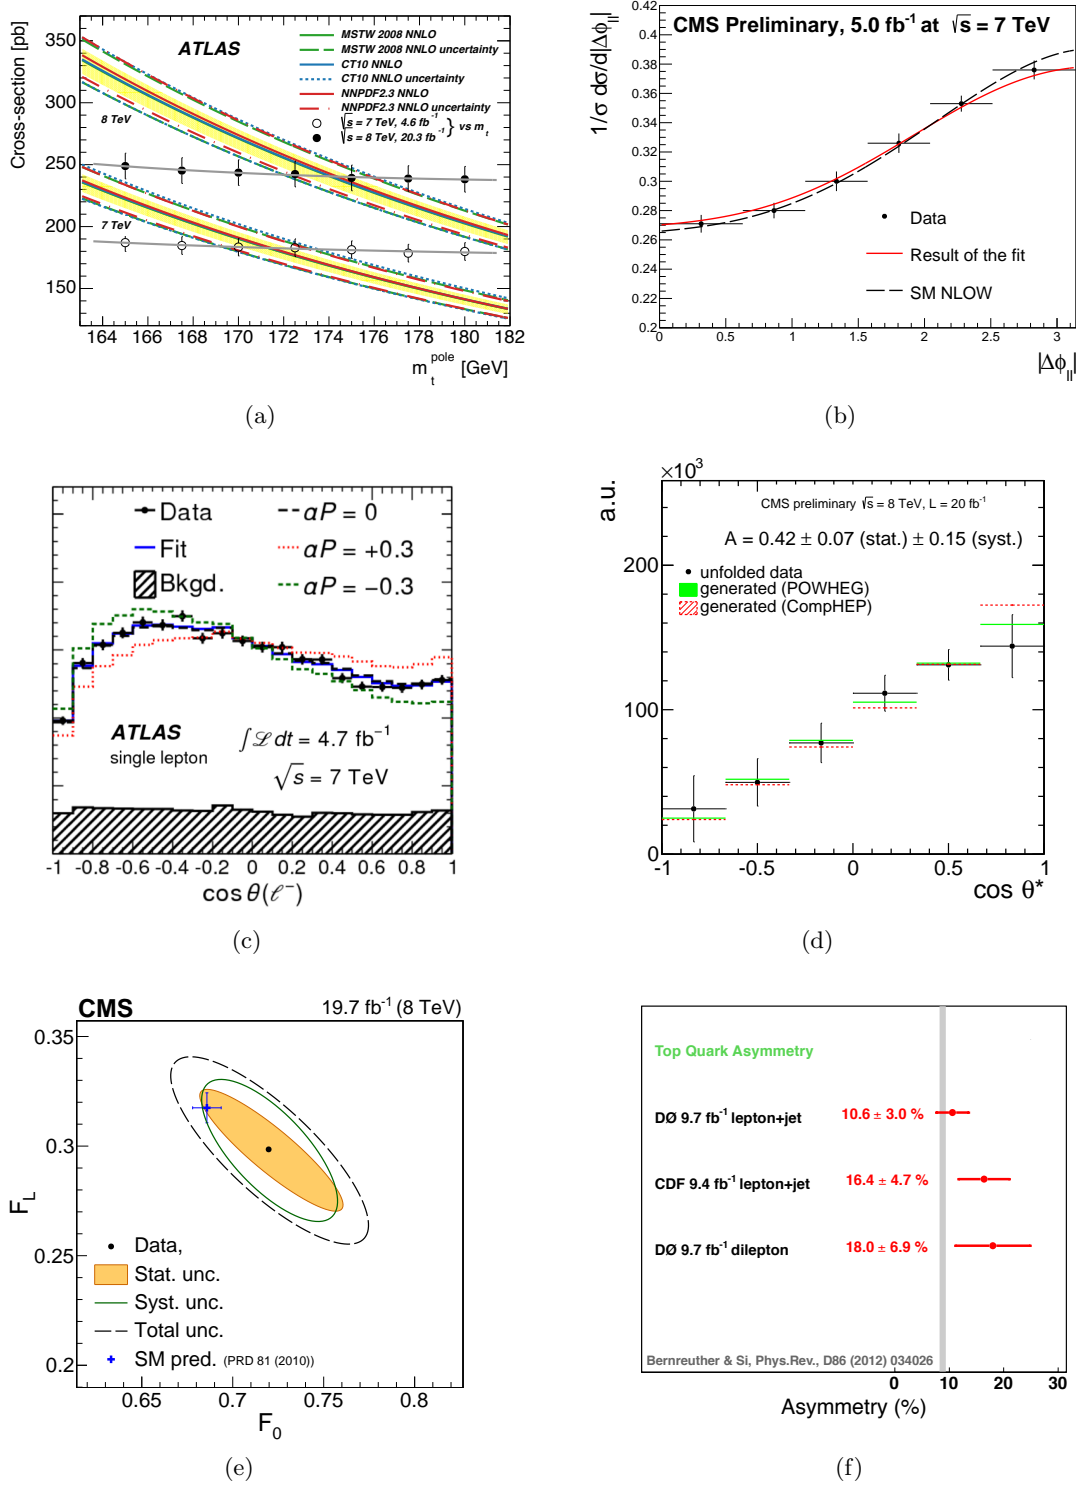 Cross-section [pb]
350
300
250
200
150
ATLAS
MSTW 2008 NNLO
MSTW 2008 NNLO uncertainty
CT10 NNLO
CT10 NNLO uncertainty
NNPDF2.3 NNLO
NNPDF2.3 NNLO uncertainty
√s = 7 TeV, 4.6 fb⁻¹
√s = 8 TeV, 20.3 fb⁻¹ } vs m_t
8 TeV
7 TeV
164 166 168 170 172 174 176 178 180 182
m_t^pole [GeV]
(a)
1/σ dσ/d|Δϕ_ll|
CMS Preliminary, 5.0 fb⁻¹ at √s = 7 TeV
0.42
0.4
0.38
0.36
0.34
0.32
0.3
0.28
0.26
0.24
0.22
0.2
Data
Result of the fit
SM NLOW
0 0.5 1 1.5 2 2.5 3
|Δϕ_ll|
(b)
Data
Fit
Bkgd.
αP = 0
αP = +0.3
αP = −0.3
ATLAS
single lepton
∫ℒ dt = 4.7 fb⁻¹
√s = 7 TeV
-1 -0.8 -0.6 -0.4 -0.2 0 0.2 0.4 0.6 0.8 1
cos θ(ℓ⁻)
(c)
×10³
a.u.
CMS preliminary √s = 8 TeV, L = 20 fb⁻¹
A = 0.42 ± 0.07 (stat.) ± 0.15 (syst.)
unfolded data
generated (POWHEG)
generated (CompHEP)
200
100
0
-1 -0.5 0 0.5 1
cos θ*
(d)
CMS
19.7 fb⁻¹ (8 TeV)
F_L
0.35
0.3
0.25
0.2
Data,
Stat. unc.
Syst. unc.
Total unc.
SM pred. (PRD 81 (2010))
0.65 0.7 0.75 0.8
F_0
(e)
Top Quark Asymmetry
DØ 9.7 fb⁻¹ lepton+jet 10.6 ± 3.0 %
CDF 9.4 fb⁻¹ lepton+jet 16.4 ± 4.7 %
DØ 9.7 fb⁻¹ dilepton 18.0 ± 6.9 %
Bernreuther & Si, Phys.Rev., D86 (2012) 034026
0 10 20 30
Asymmetry (%)
(f)